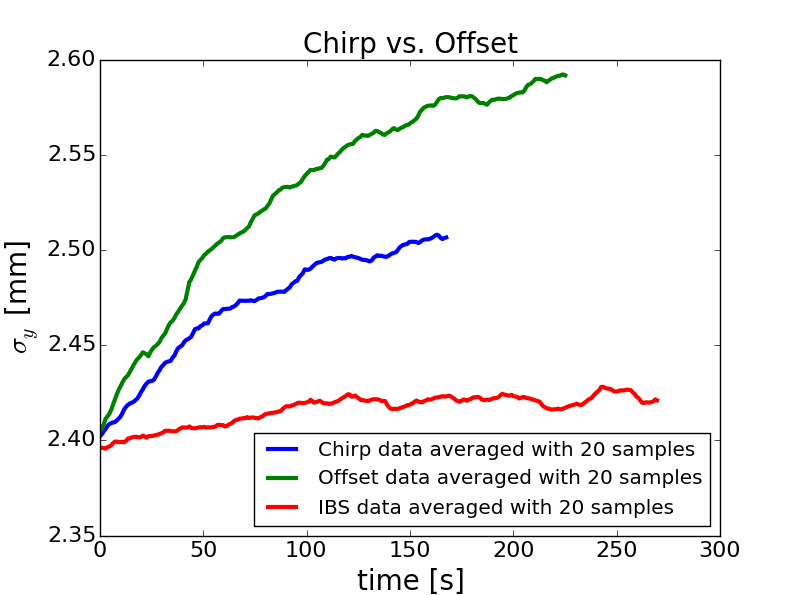 Chirp vs. Offset
2.60
2.55
2.50
2.45
2.40
2.35
σy [mm]
0 50 100 150 200 250 300
time [s]
Chirp data averaged with 20 samples
Offset data averaged with 20 samples
IBS data averaged with 20 samples